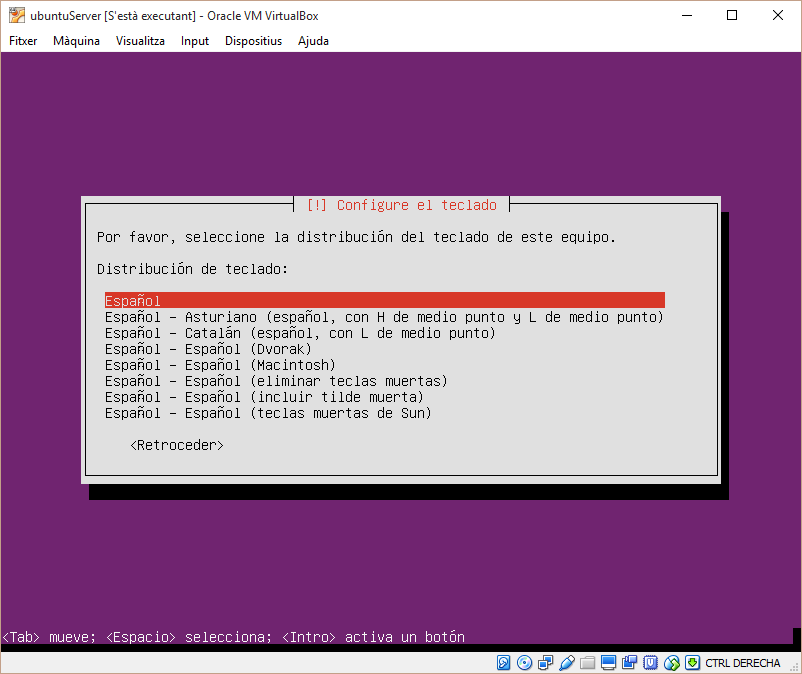 ubuntuServer [S'està executant] - Oracle VM VirtualBox
Fitxer Màquina Visualitza Input Dispositius Ajuda
[!] Configure el teclado
Por favor, seleccione la distribución del teclado de este equipo.
Distribución de teclado:
Español
Español - Asturiano (español, con H de medio punto y L de medio punto)
Español - Catalán (español, con L de medio punto)
Español - Español (Dvorak)
Español - Español (Macintosh)
Español - Español (eliminar teclas muertas)
Español - Español (incluir tilde muerta)
Español - Español (teclas muertas de Sun)
<Retroceder>
<Tab> mueve; <Espacio> selecciona; <Intro> activa un botón
CTRL DERECHA